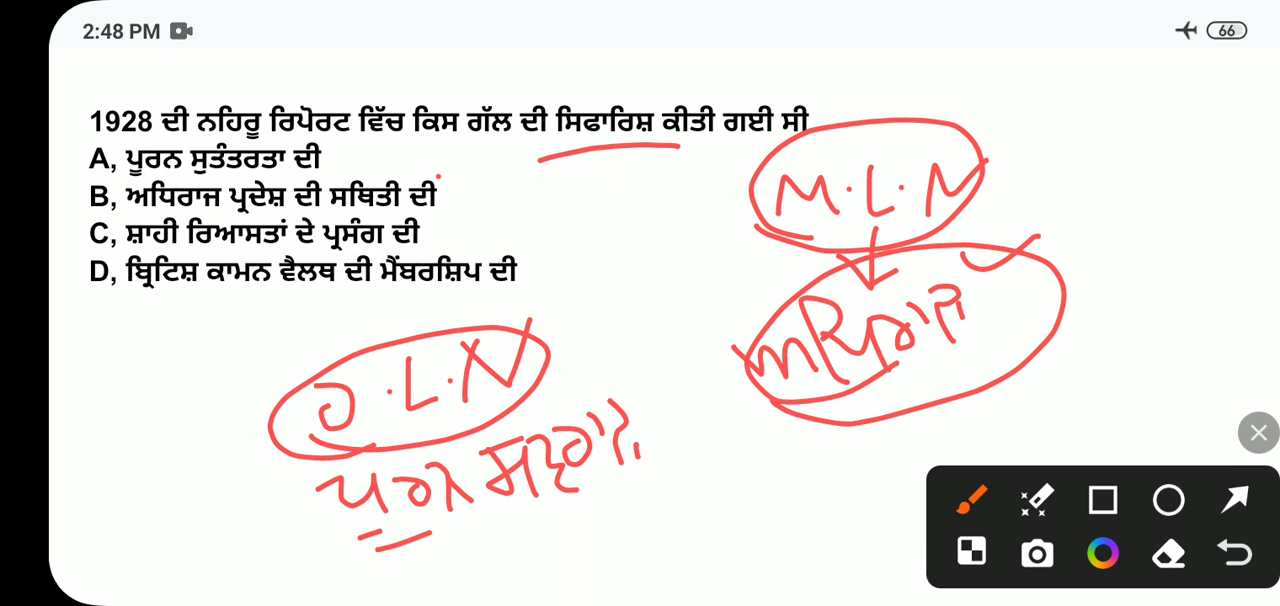 2:48 PM
66
1928 ਦੀ ਨਹਿਰੂ ਰਿਪੋਰਟ ਵਿੱਚ ਕਿਸ ਗੱਲ ਦੀ ਸਿਫਾਰਿਸ਼ ਕੀਤੀ ਗਈ ਸੀ
A, ਪੂਰਨ ਸੁਤੰਤਰਤਾ ਦੀ
B, ਅਧਿਰਾਜ ਪ੍ਰਦੇਸ਼ ਦੀ ਸਥਿਤੀ ਦੀ
C, ਸ਼ਾਹੀ ਰਿਆਸਤਾਂ ਦੇ ਪ੍ਰਸੰਗ ਦੀ
D, ਬ੍ਰਿਟਿਸ਼ ਕਾਮਨ ਵੈਲਥ ਦੀ ਮੈਂਬਰਸ਼ਿਪ ਦੀ
M.L.N
J.L.N